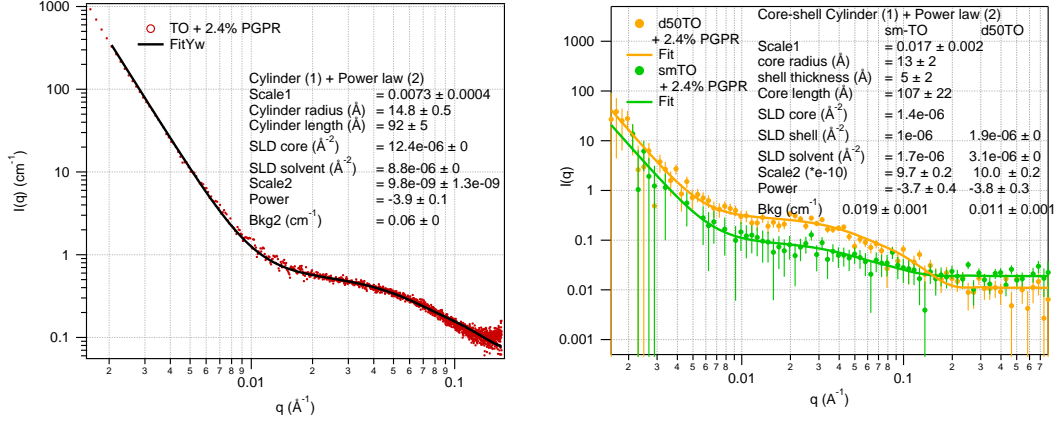 TO + 2.4% PGPR
FitYw
Cylinder (1) + Power law (2)
Scale1 = 0.0073 ± 0.0004
Cylinder radius (Å) = 14.8 ± 0.5
Cylinder length (Å) = 92 ± 5
SLD core (Å⁻²) = 12.4e-06 ± 0
SLD solvent (Å⁻²) = 8.8e-06 ± 0
Scale2 = 9.8e-09 ± 1.3e-09
Power = -3.9 ± 0.1
Bkg2 (cm⁻¹) = 0.06 ± 0
I(q) (cm⁻¹)
1000
100
10
1
0.1
2 3 4 5 6 7 8 9 2 3 4 5 6 7 8 9
0.01 0.1
q (Å⁻¹)
d50TO
+ 2.4% PGPR
Fit
smTO
+ 2.4% PGPR
Fit
Core-shell Cylinder (1) + Power law (2)
sm-TO d50TO
Scale1 = 0.017 ± 0.002
core radius (Å) = 13 ± 2
shell thickness (Å) = 5 ± 2
Core length (Å) = 107 ± 22
SLD core (Å⁻²) = 1.4e-06
SLD shell (Å⁻²) = 1e-06 1.9e-06 ± 0
SLD solvent (Å⁻²) = 1.7e-06 3.1e-06 ± 0
Scale2 (*e-10) = 9.7 ± 0.2 10.0 ± 0.2
Power = -3.7 ± 0.4 -3.8 ± 0.3
Bkg (cm⁻¹) 0.019 ± 0.001 0.011 ± 0.001
I(q)
1000
100
10
1
0.1
0.01
0.001
2 3 4 5 6 7 8 2 3 4 5 6 7 8 2 3 4 5 6 7
0.01 0.1
q (A⁻¹)